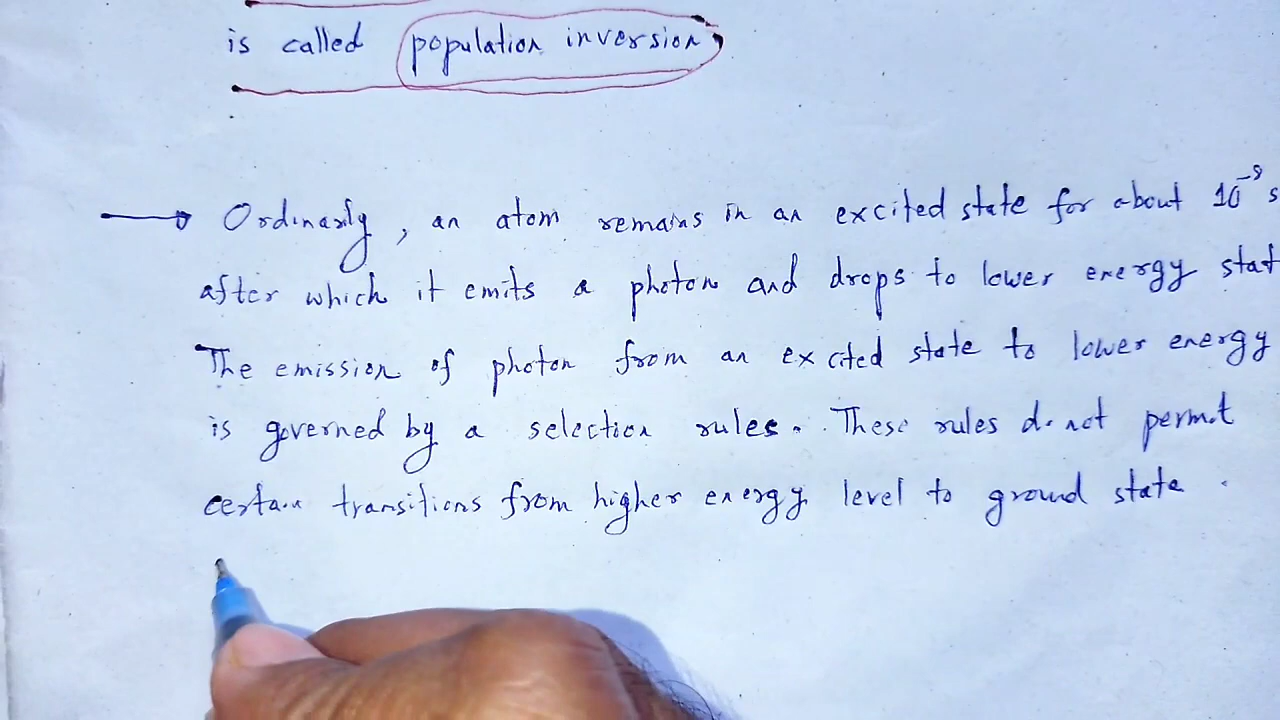 is called population inversion
Ordinarily, an atom remains in an excited state for about 10⁻⁸ s
after which it emits a photon and drops to lower energy stat
The emission of photon from an excited state to lower energy
is governed by a selection rules. These rules do not permit
certain transitions from higher energy level to ground state.